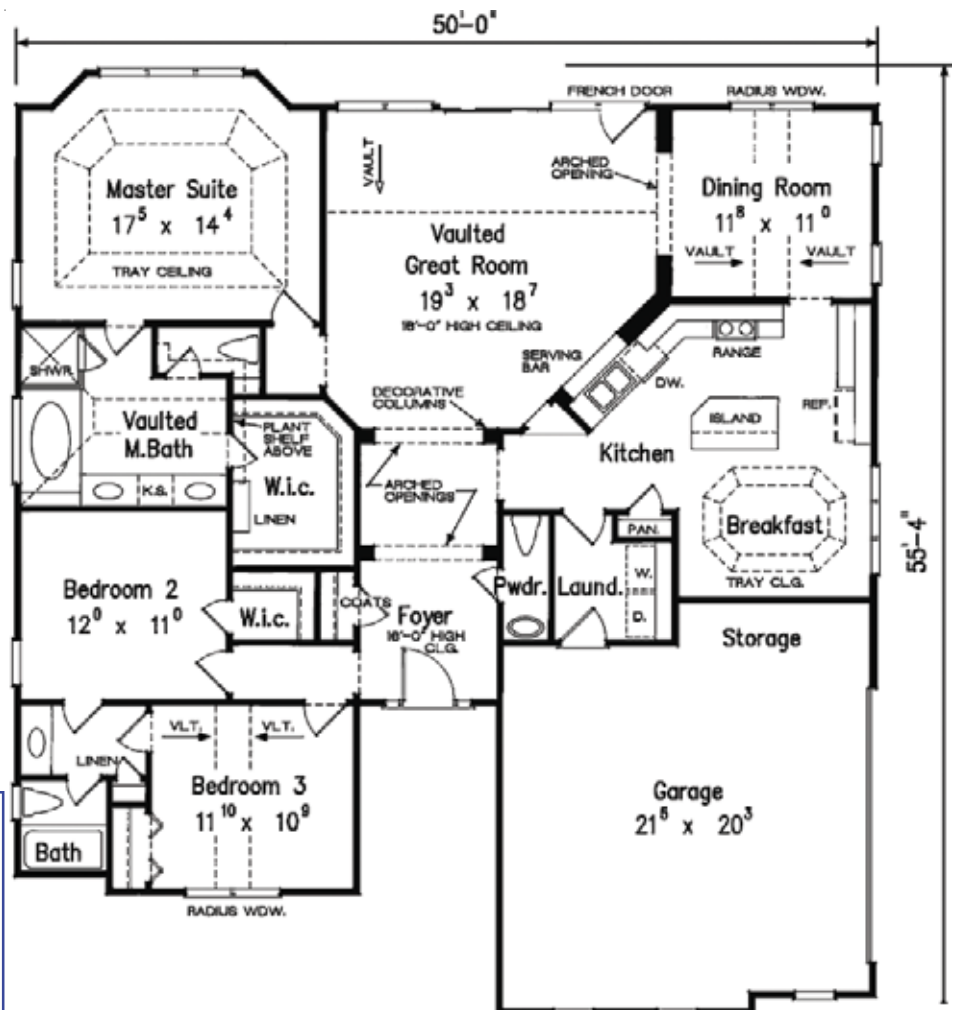 50'-0"
FRENCH DOOR
RADIUS WDW.
VAULT
ARCHED
OPENING
Master Suite
17⁵ x 14⁴
TRAY CEILING
Dining Room
11⁸ x 11⁰
VAULT
VAULT
Vaulted
Great Room
19³ x 18⁷
16'-0" HIGH CEILING
SERVING
BAR
RANGE
DW.
ISLAND
REF.
SHWR.
DECORATIVE
COLUMNS
Vaulted
M.Bath
PLANT
SHELF
ABOVE
K.S.
W.i.c.
LINEN
ARCHED
OPENINGS
Kitchen
PAN.
Breakfast
TRAY CLG.
55'-4"
Bedroom 2
12⁰ x 11⁰
W.i.c.
COATS
Foyer
16'-0" HIGH
CLG.
Pwdr.
Laund.
W.
D.
Storage
VLT.
VLT.
LINEN
Bedroom 3
11¹⁰ x 10⁹
Bath
RADIUS WDW.
Garage
21⁵ x 20³